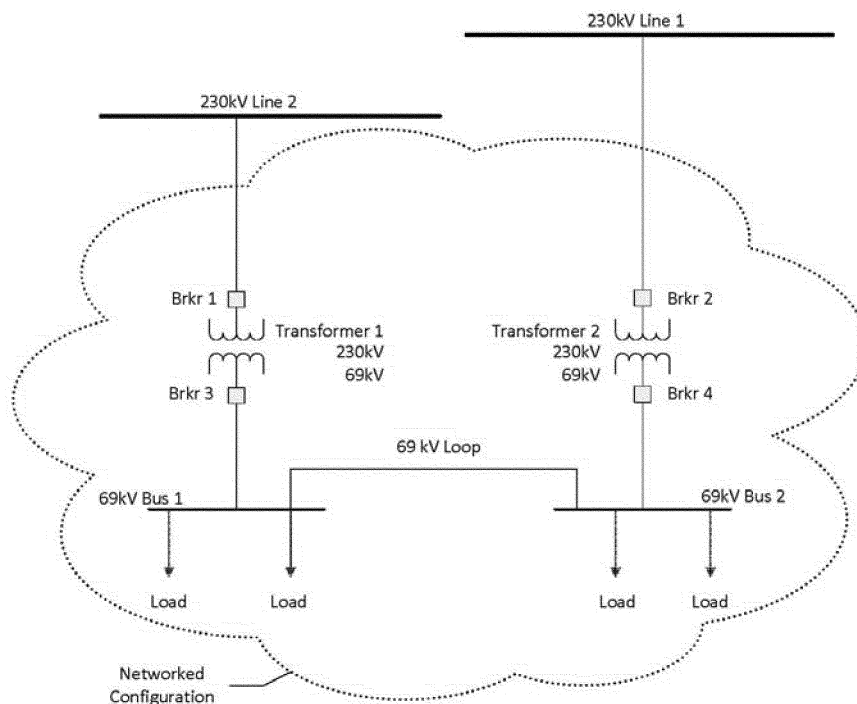 230kV Line 1
230kV Line 2
Brkr 1
Brkr 2
Transformer 1
230kV
69kV
Transformer 2
230kV
69kV
Brkr 3
Brkr 4
69 kV Loop
69kV Bus 1
69kV Bus 2
Load
Load
Load
Load
Networked
Configuration